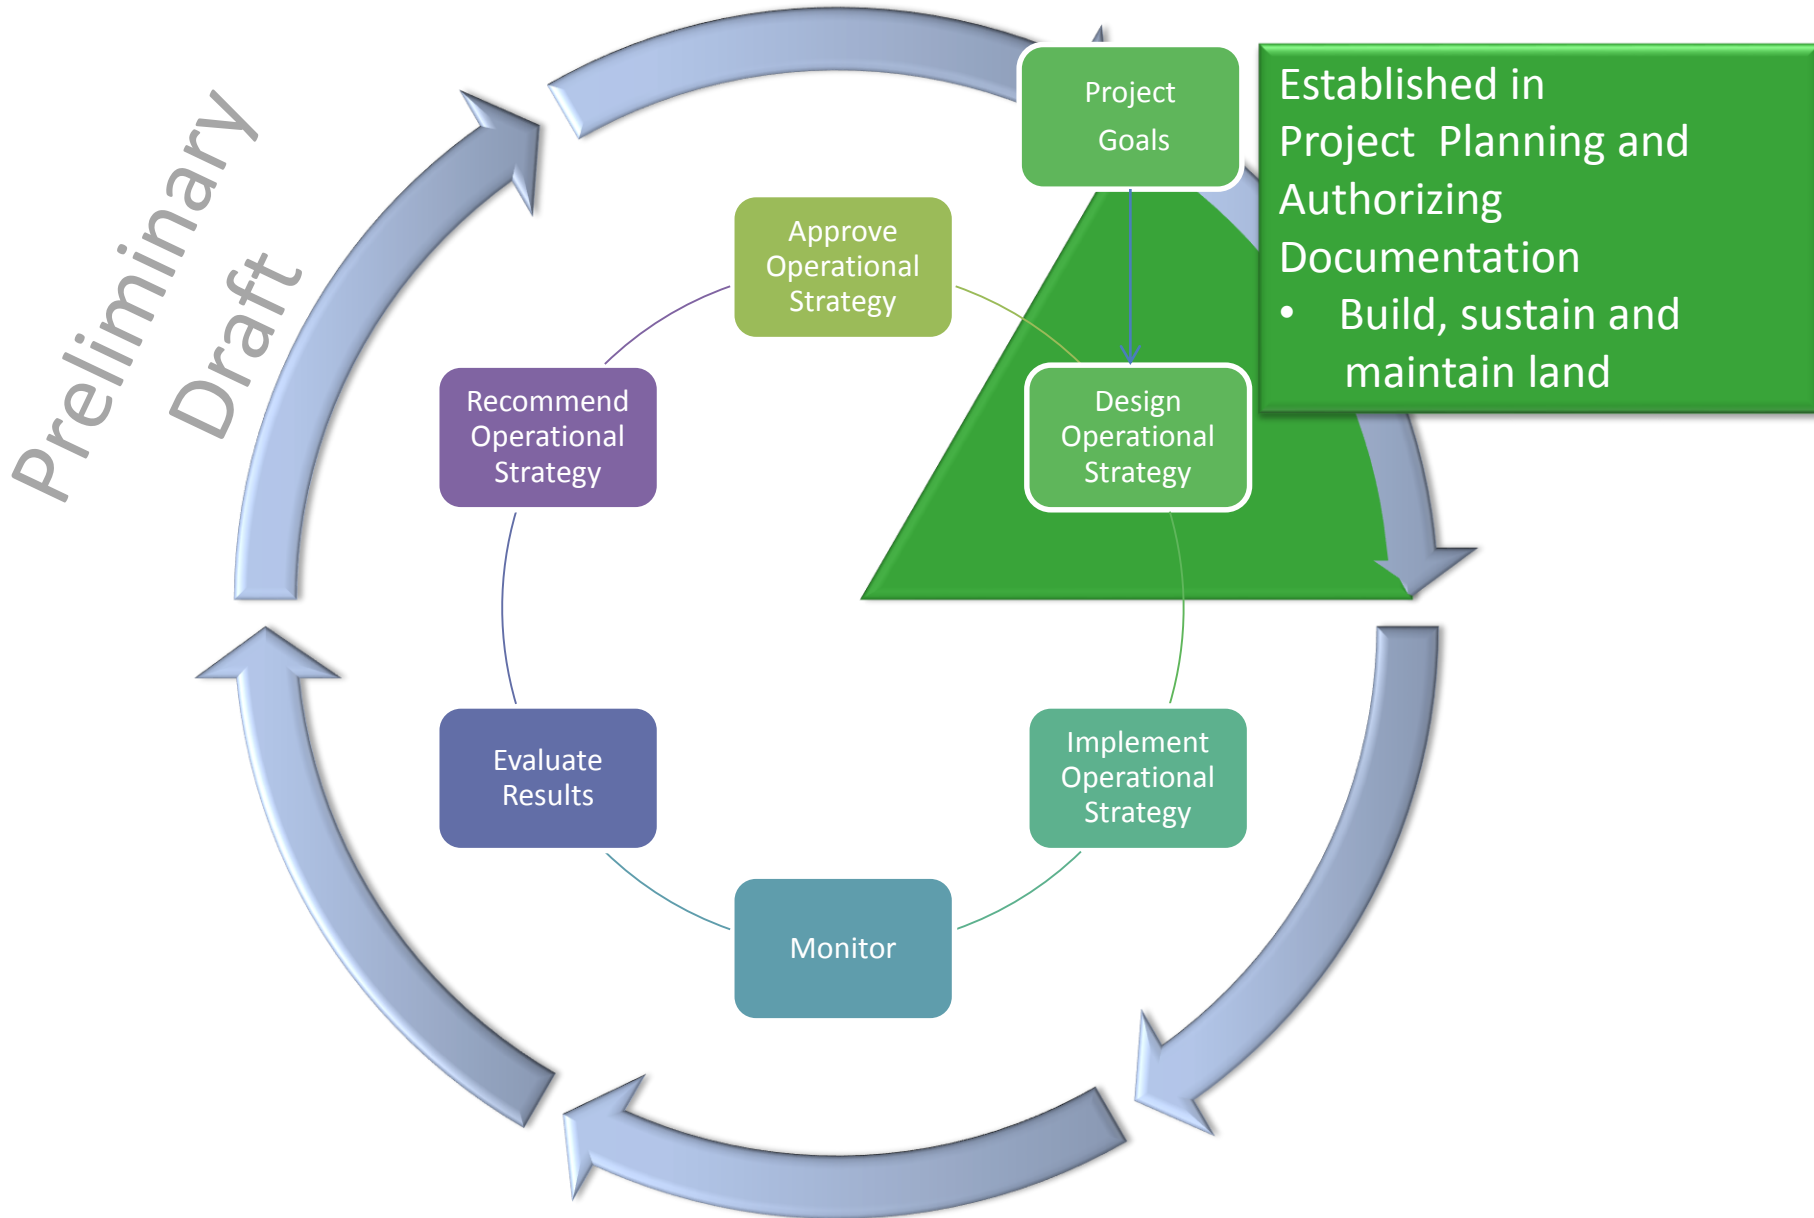 Preliminary
Draft
Project
Goals
Established in
Project Planning and
Authorizing
Documentation
• Build, sustain and
maintain land
Approve
Operational
Strategy
Recommend
Operational
Strategy
Design
Operational
Strategy
Evaluate
Results
Implement
Operational
Strategy
Monitor